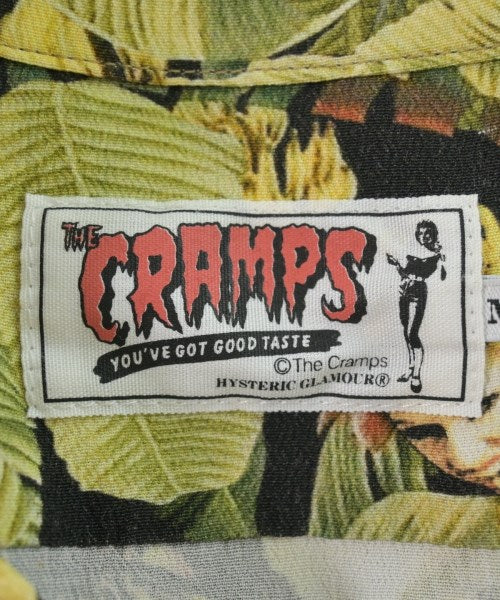 THE
CRAMPS
YOU'VE GOT GOOD TASTE
©The Cramps
HYSTERIC GLAMOUR®